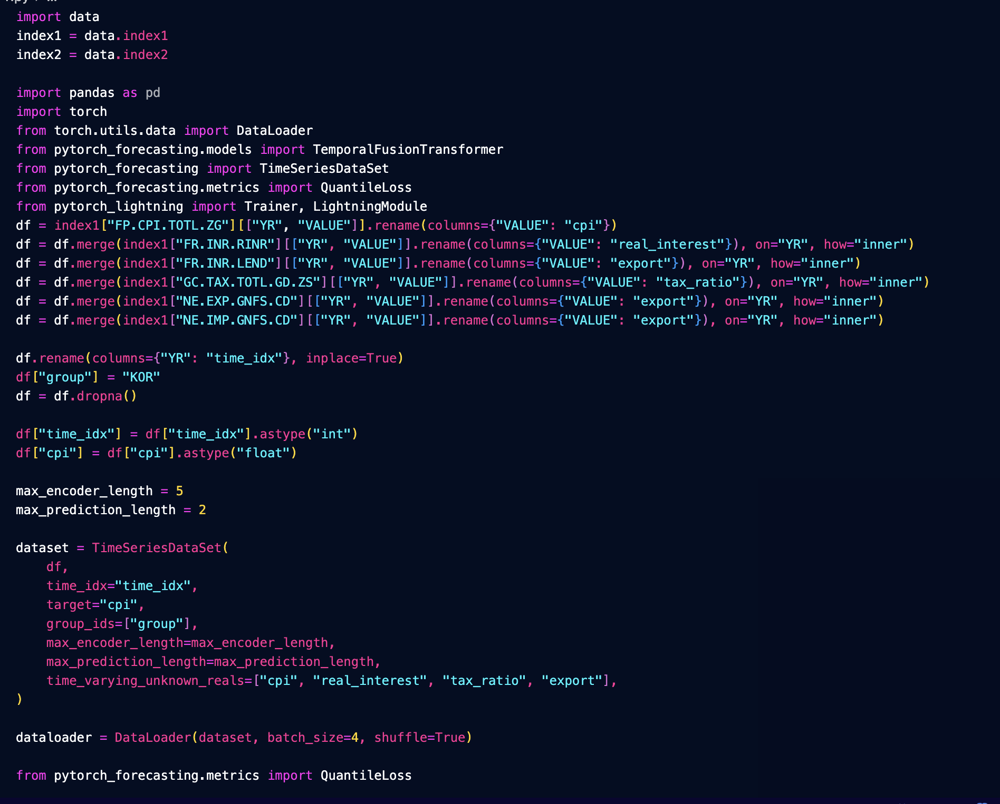 import data
index1 = data.index1
index2 = data.index2

import pandas as pd
import torch
from torch.utils.data import DataLoader
from pytorch_forecasting.models import TemporalFusionTransformer
from pytorch_forecasting import TimeSeriesDataSet
from pytorch_forecasting.metrics import QuantileLoss
from pytorch_lightning import Trainer, LightningModule
df = index1["FP.CPI.TOTL.ZG"][["YR", "VALUE"]].rename(columns={"VALUE": "cpi"})
df = df.merge(index1["FR.INR.RINR"][["YR", "VALUE"]].rename(columns={"VALUE": "real_interest"}), on="YR", how="inner")
df = df.merge(index1["FR.INR.LEND"][["YR", "VALUE"]].rename(columns={"VALUE": "export"}), on="YR", how="inner")
df = df.merge(index1["GC.TAX.TOTL.GD.ZS"][["YR", "VALUE"]].rename(columns={"VALUE": "tax_ratio"}), on="YR", how="inner")
df = df.merge(index1["NE.EXP.GNFS.CD"][["YR", "VALUE"]].rename(columns={"VALUE": "export"}), on="YR", how="inner")
df = df.merge(index1["NE.IMP.GNFS.CD"][["YR", "VALUE"]].rename(columns={"VALUE": "export"}), on="YR", how="inner")

df.rename(columns={"YR": "time_idx"}, inplace=True)
df["group"] = "KOR"
df = df.dropna()

df["time_idx"] = df["time_idx"].astype("int")
df["cpi"] = df["cpi"].astype("float")

max_encoder_length = 5
max_prediction_length = 2

dataset = TimeSeriesDataSet(
    df,
    time_idx="time_idx",
    target="cpi",
    group_ids=["group"],
    max_encoder_length=max_encoder_length,
    max_prediction_length=max_prediction_length,
    time_varying_unknown_reals=["cpi", "real_interest", "tax_ratio", "export"],
)

dataloader = DataLoader(dataset, batch_size=4, shuffle=True)

from pytorch_forecasting.metrics import QuantileLoss